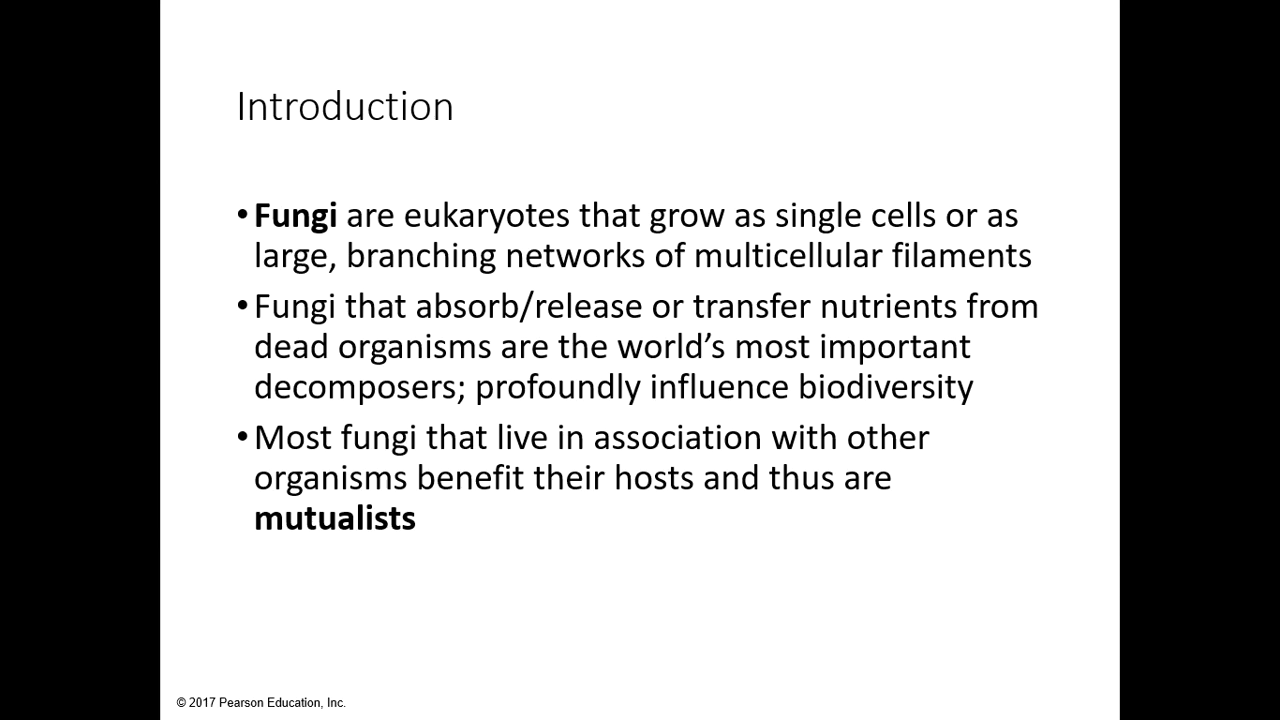 Introduction
• Fungi are eukaryotes that grow as single cells or as
large, branching networks of multicellular filaments
• Fungi that absorb/release or transfer nutrients from
dead organisms are the world’s most important
decomposers; profoundly influence biodiversity
• Most fungi that live in association with other
organisms benefit their hosts and thus are
mutualists
© 2017 Pearson Education, Inc.